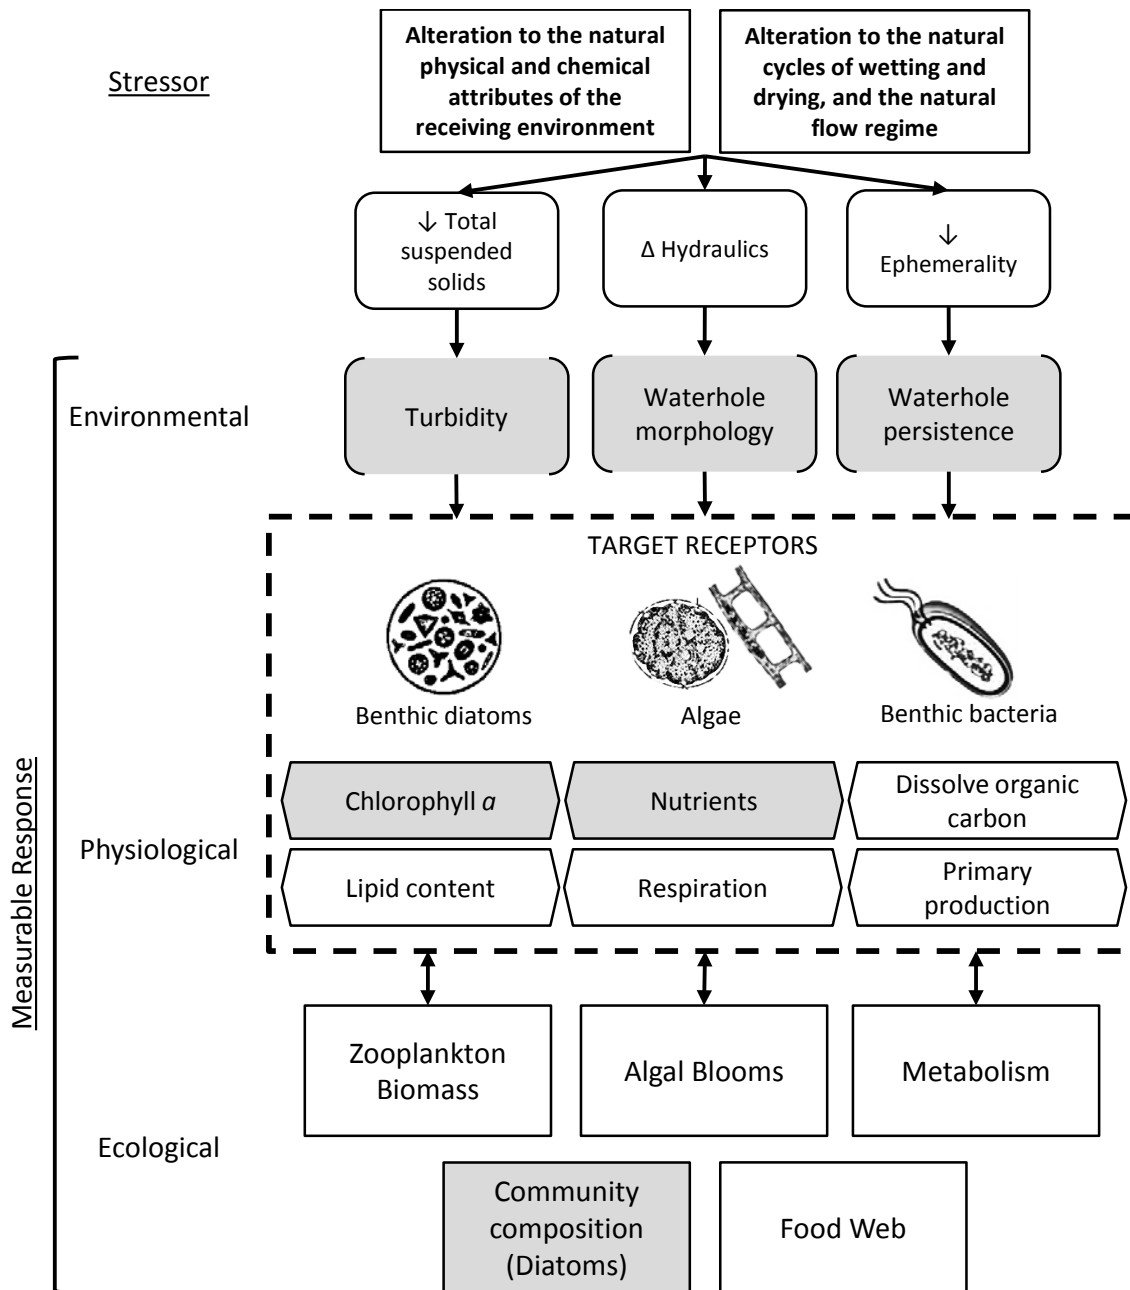 Stressor
Alteration to the natural
physical and chemical
attributes of the
receiving environment
Alteration to the natural
cycles of wetting and
drying, and the natural
flow regime
↓ Total
suspended
solids
Δ Hydraulics
↓
Ephemerality
Measurable Response
Environmental
Turbidity
Waterhole
morphology
Waterhole
persistence
TARGET RECEPTORS
Benthic diatoms
Algae
Benthic bacteria
Physiological
Chlorophyll a
Nutrients
Dissolve organic
carbon
Lipid content
Respiration
Primary
production
Ecological
Zooplankton
Biomass
Algal Blooms
Metabolism
Community
composition
(Diatoms)
Food Web